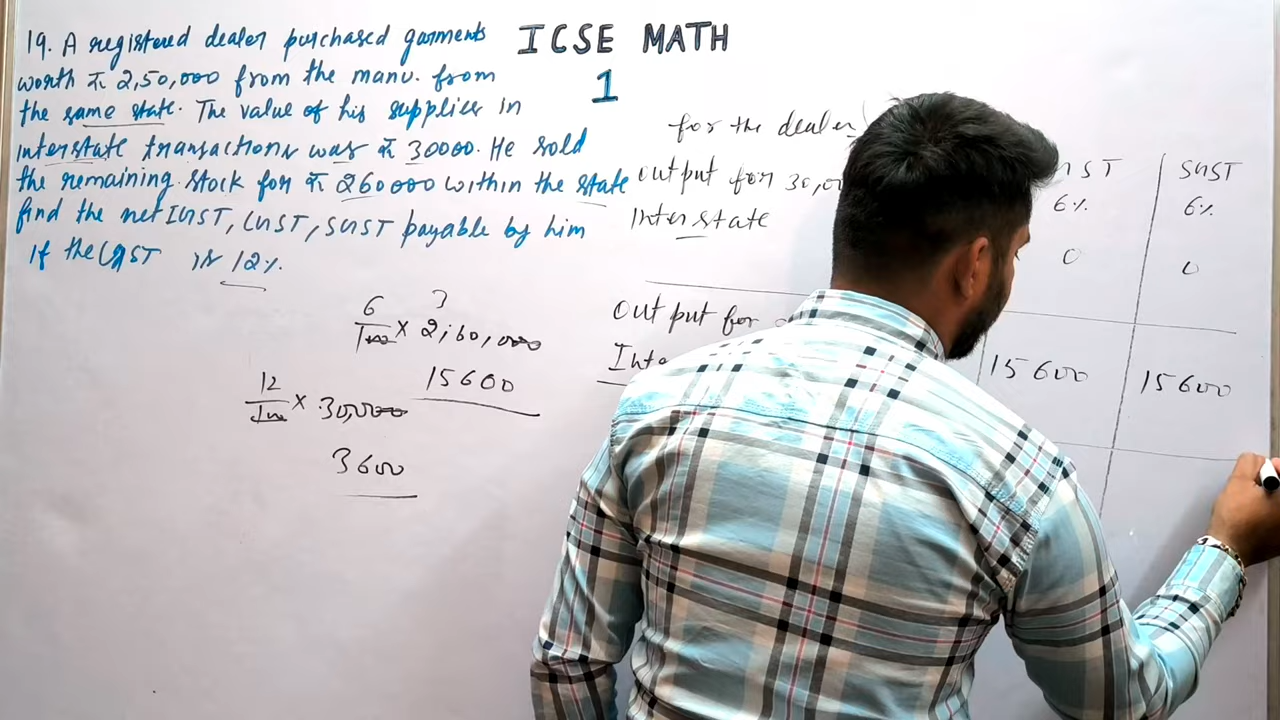 19. A registered dealer purchased garments
worth ₹ 2,50,000 from the manu. from
the same state. The value of his supplies in
Interstate transactions was ₹ 30000. He sold
the remaining stock for ₹ 260000 within the state
find the net IGST, CGST, SGST payable by him
If the GST is 12%.
ICSE MATH
1
6/100 × 2,60,000
3
15600
12/100 × 30,000
3600
for the dealer
output for 30,0
Interstate
GST SGST
6% 6%
0 0
output for
Inte
15600 15600